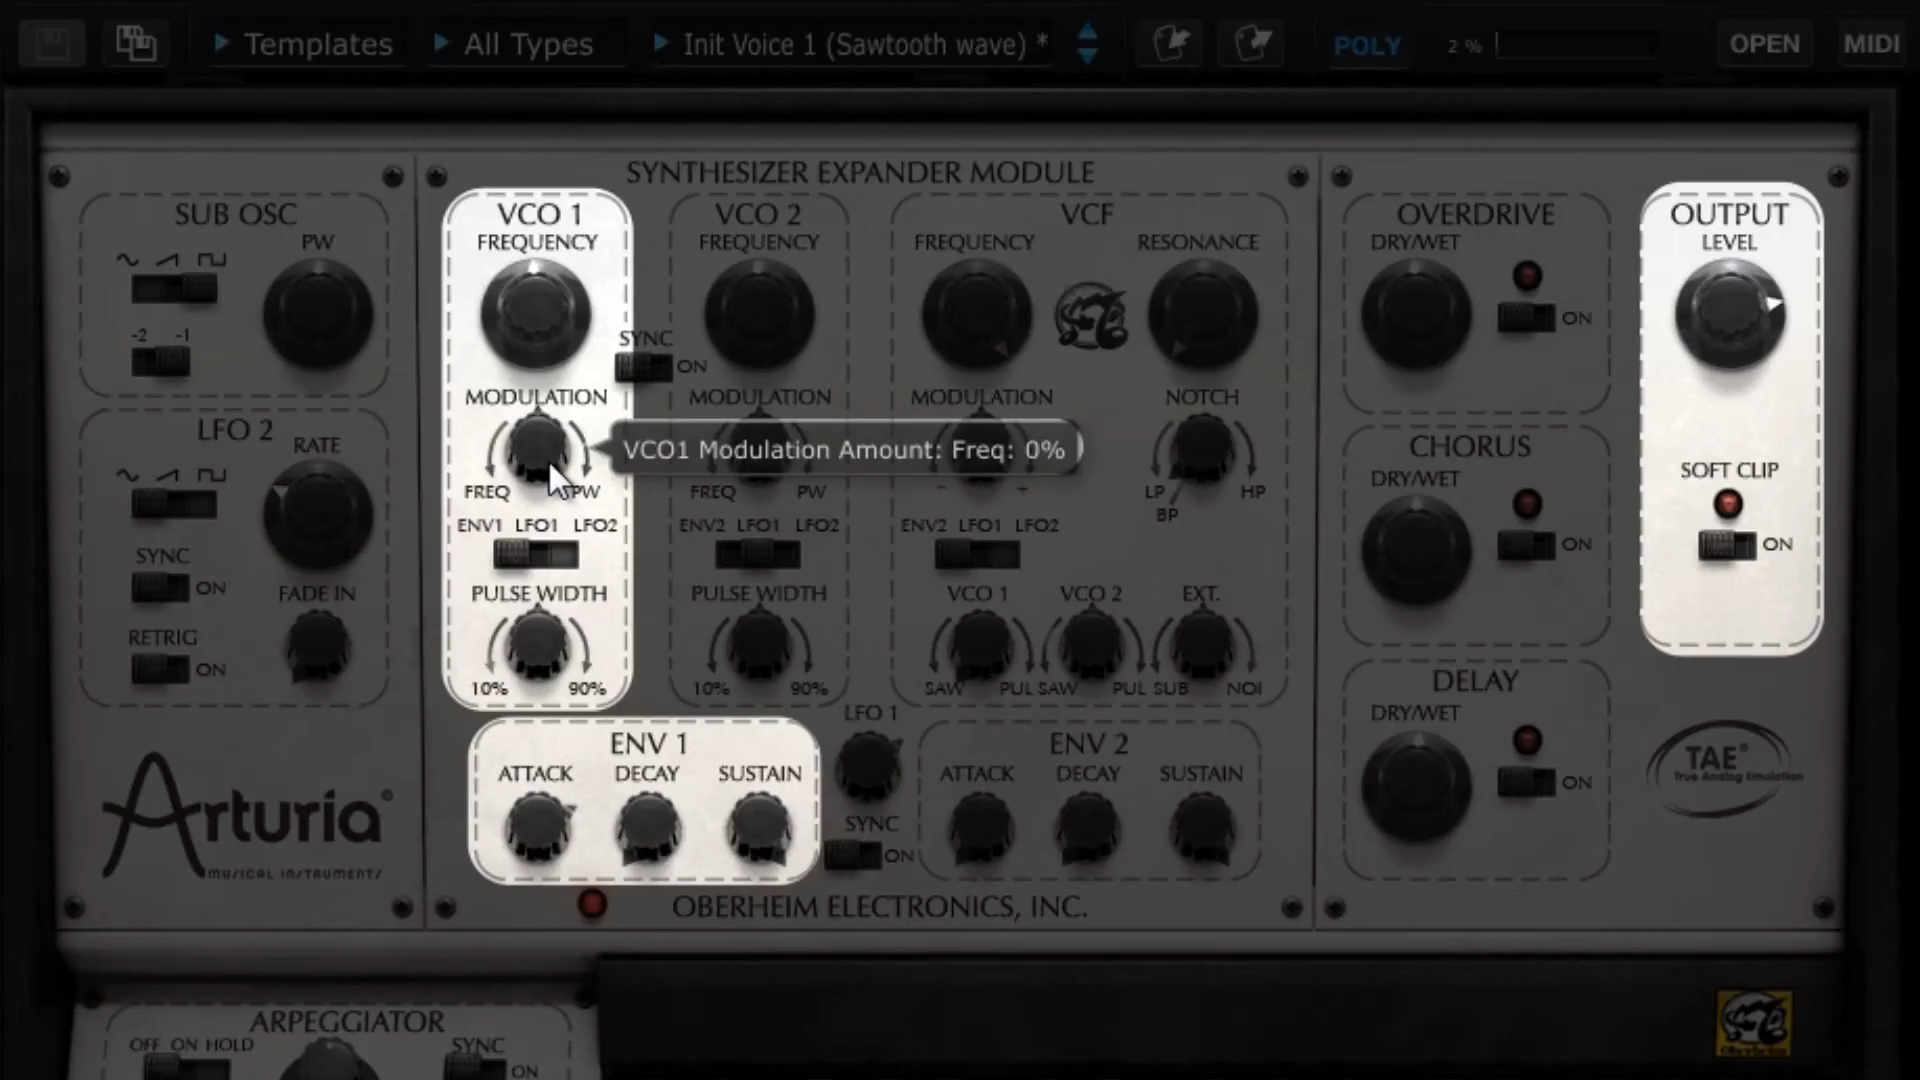 Templates
All Types
Init Voice 1 (Sawtooth wave) *
POLY
2 %
OPEN
MIDI
SYNTHESIZER EXPANDER MODULE
SUB OSC
PW
-2 -1
LFO 2
RATE
SYNC
ON
FADE IN
RETRIG
ON
Arturia®
MUSICAL INSTRUMENTS
VCO 1
FREQUENCY
SYNC
ON
MODULATION
VCO1 Modulation Amount: Freq: 0%
FREQ PW
ENV1 LFO1 LFO2
PULSE WIDTH
10% 90%
VCO 2
FREQUENCY
MODULATION
FREQ PW
ENV2 LFO1 LFO2
PULSE WIDTH
10% 90%
VCF
FREQUENCY
RESONANCE
MODULATION
- +
NOTCH
LP HP
BP
ENV2 LFO1 LFO2
VCO 1 VCO 2 EXT.
SAW PUL SAW PUL SUB NOI
ENV 1
ATTACK DECAY SUSTAIN
LFO 1
SYNC
ON
ENV 2
ATTACK DECAY SUSTAIN
OBERHEIM ELECTRONICS, INC.
OVERDRIVE
DRY/WET
ON
CHORUS
DRY/WET
ON
DELAY
DRY/WET
ON
OUTPUT
LEVEL
SOFT CLIP
ON
TAE®
True Analog Emulation
ARPEGGIATOR
OFF ON HOLD
SYNC
ON